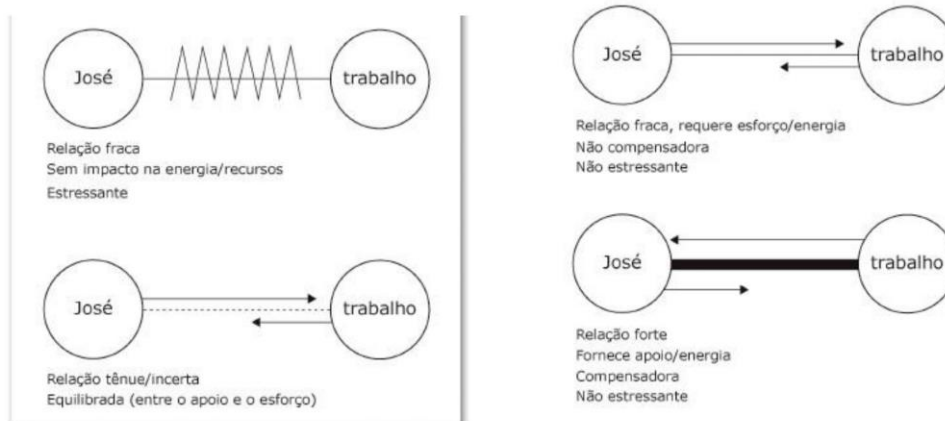 José
trabalho
Relação fraca
Sem impacto na energia/recursos
Estressante
José
trabalho
Relação tênue/incerta
Equilibrada (entre o apoio e o esforço)
José
trabalho
Relação fraca, requere esforço/energia
Não compensadora
Não estressante
José
trabalho
Relação forte
Fornece apoio/energia
Compensadora
Não estressante